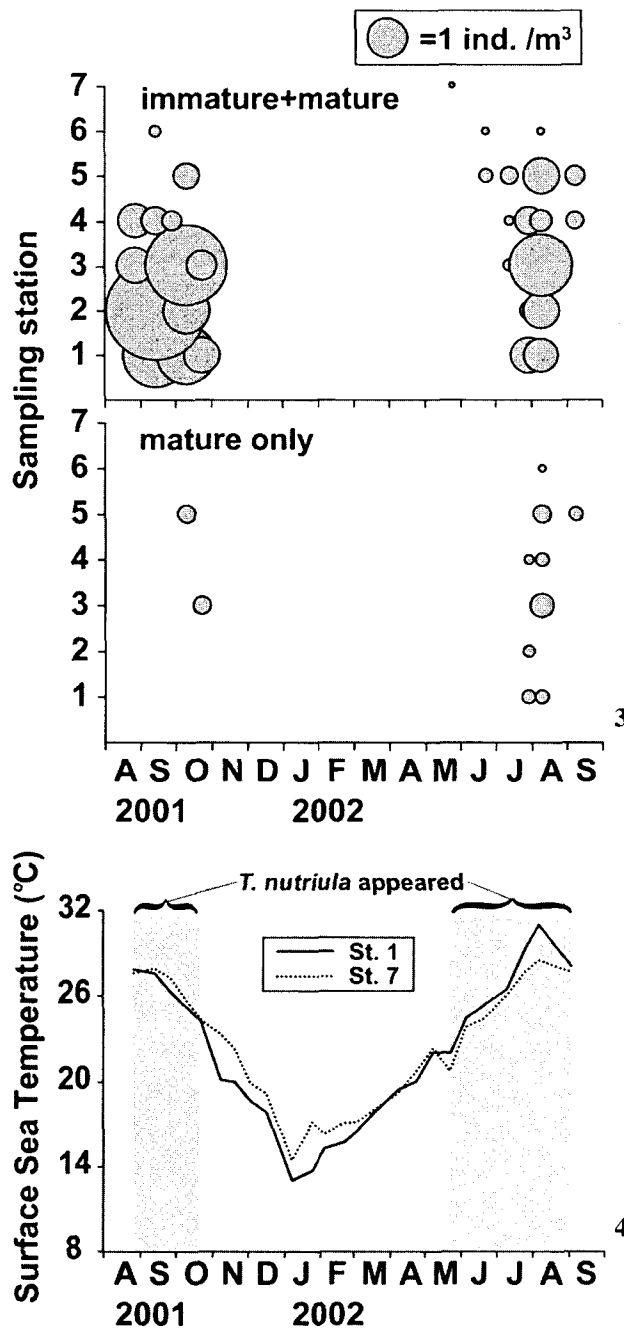 =1 ind. /m³
7
immature+mature
6
5
4
3
2
1
Sampling station
7
mature only
6
5
4
3
2
1
3
A S O N D J F M A M J J A S
2001 2002
T. nutriula appeared
Surface Sea Temperature (°C)
32
St. 1
St. 7
26
20
14
8
4
A S O N D J F M A M J J A S
2001 2002